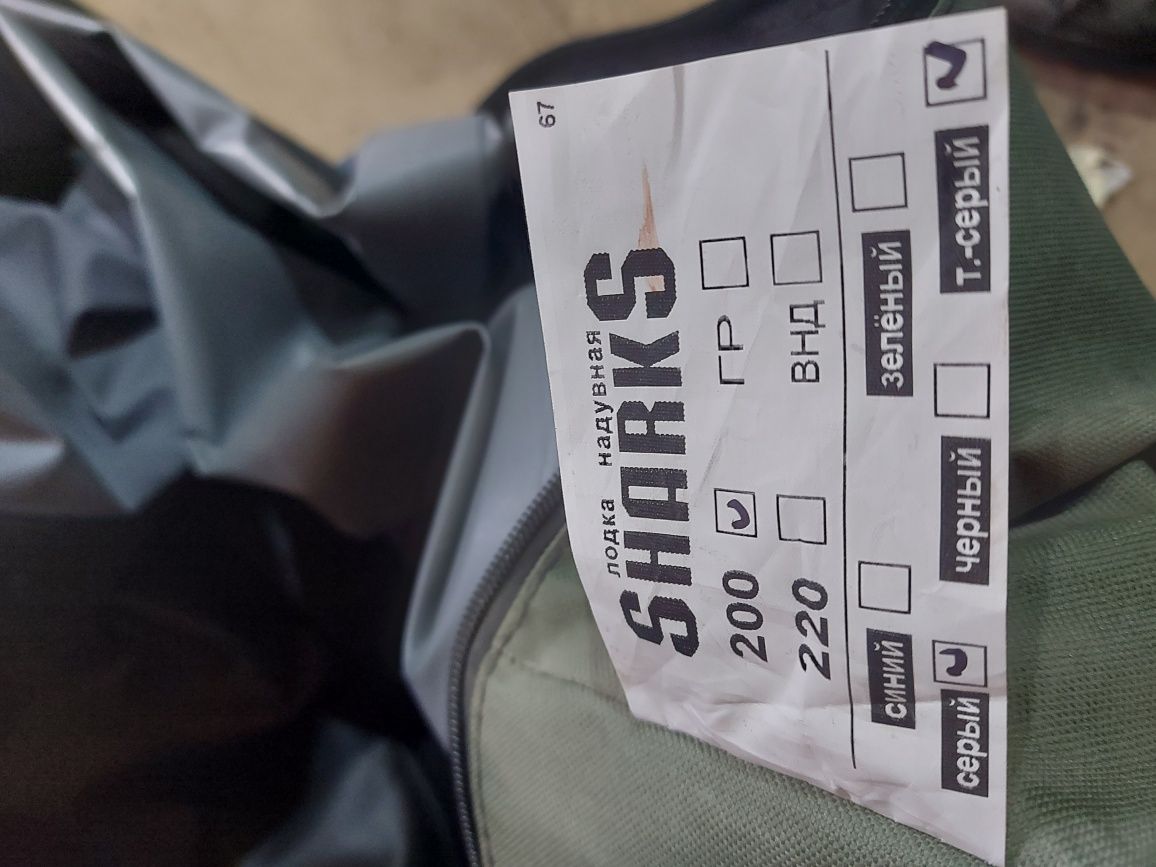 67
лодка надувная
SHARKS
200 ГР
220 ВНД
синий зелёный
серый черный т.-серый